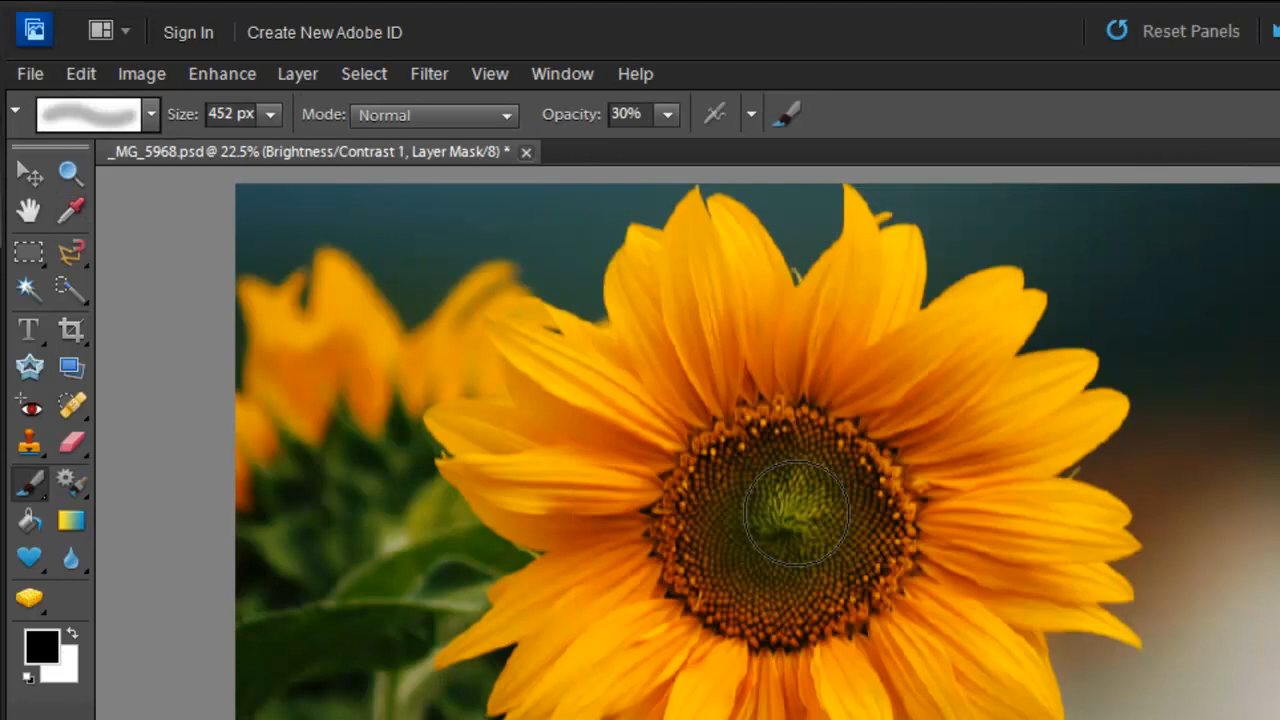 Sign In Create New Adobe ID Reset Panels
File Edit Image Enhance Layer Select Filter View Window Help
Size: 452 px Mode: Normal Opacity: 30%
_MG_5968.psd @ 22.5% (Brightness/Contrast 1, Layer Mask/8) *
T